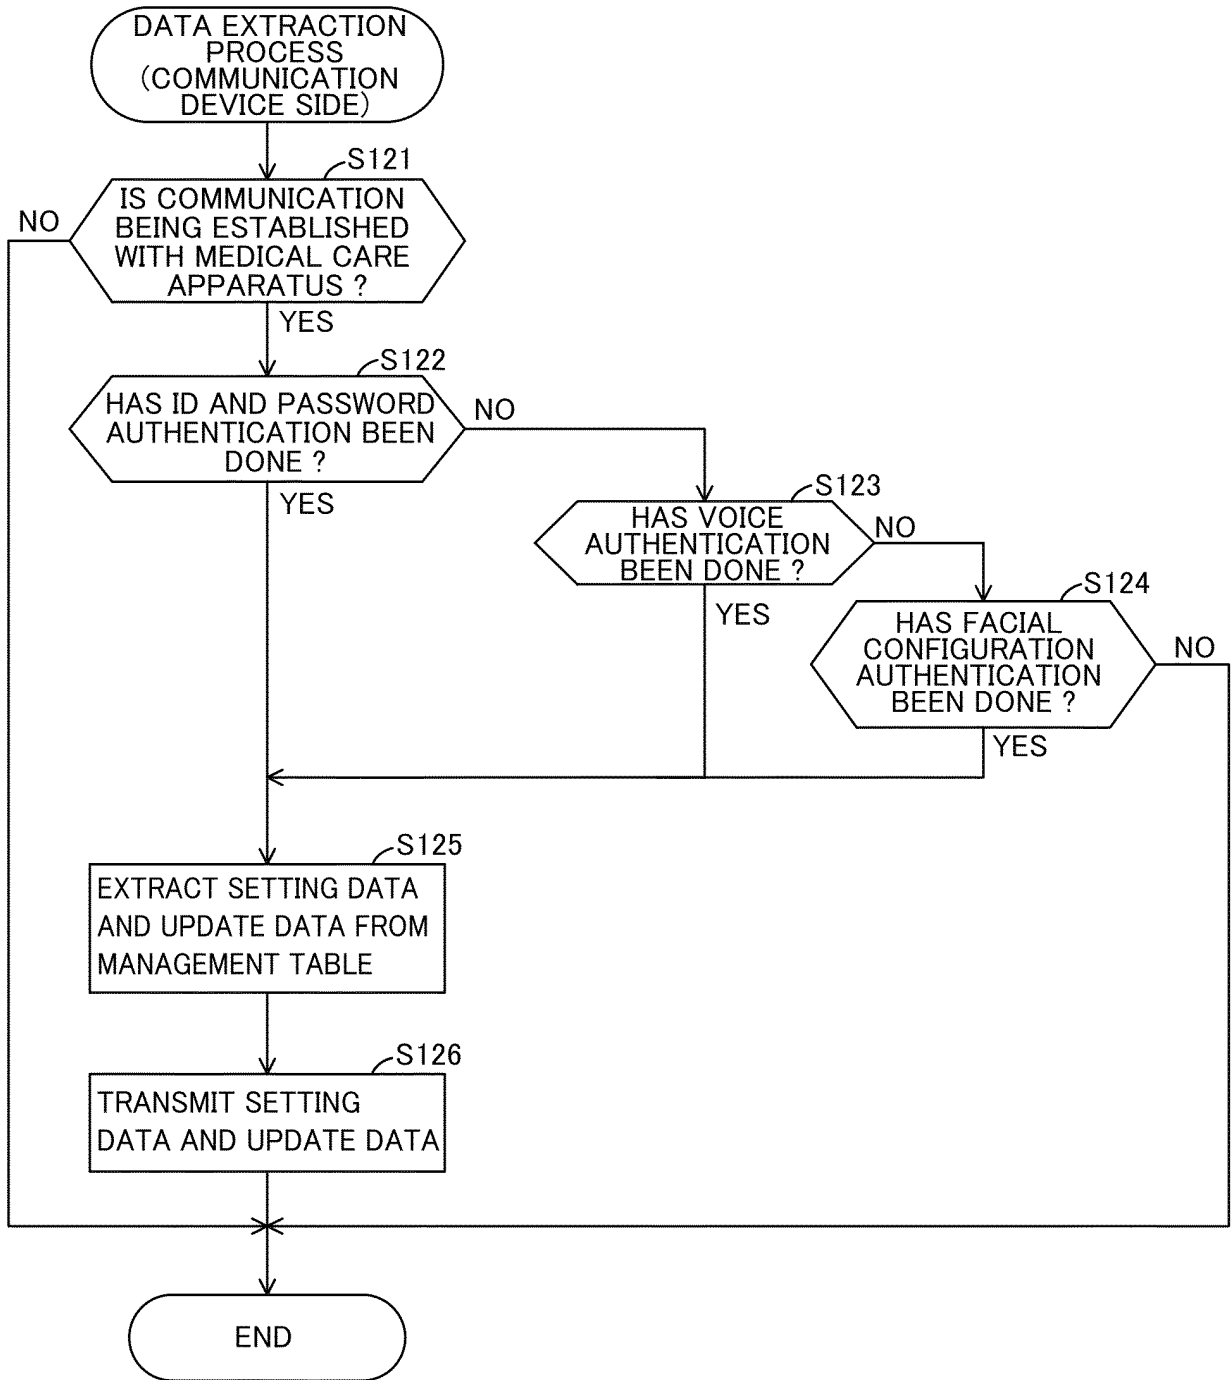 DATA EXTRACTION
PROCESS
(COMMUNICATION
DEVICE SIDE)
S121
IS COMMUNICATION
BEING ESTABLISHED
WITH MEDICAL CARE
APPARATUS ?
NO
YES
S122
HAS ID AND PASSWORD
AUTHENTICATION BEEN
DONE ?
NO
YES
S123
HAS VOICE
AUTHENTICATION
BEEN DONE ?
NO
YES
S124
HAS FACIAL
CONFIGURATION
AUTHENTICATION
BEEN DONE ?
NO
YES
S125
EXTRACT SETTING DATA
AND UPDATE DATA FROM
MANAGEMENT TABLE
S126
TRANSMIT SETTING
DATA AND UPDATE DATA
END